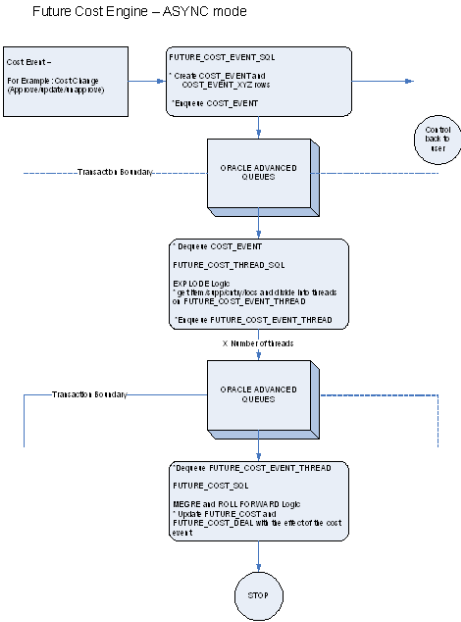 Future Cost Engine – ASYNC mode
Cost Event –
For Example : Cost Change
(Approve/update/unapprove)
FUTURE_COST_EVENT_SQL
* Create COST_EVENT and
COST_EVENT_XYZ rows
*Enqueue COST_EVENT
Control
back to
user
ORACLE ADVANCED
QUEUES
Transaction Boundary
* Dequeue COST_EVENT
FUTURE_COST_THREAD_SQL
EXPLODE Logic
* get item/supp/cntry/locs and divide into threads
on FUTURE_COST_EVENT_THREAD
*Enqueue FUTURE_COST_EVENT_THREAD
X Number of threads
ORACLE ADVANCED
QUEUES
Transaction Boundary
*Dequeue FUTURE_COST_EVENT_THREAD
FUTURE_COST_SQL
MEGRE and ROLL FORWARD Logic
* Update FUTURE_COST and
FUTURE_COST_DEAL with the effect of the cost
event
STOP